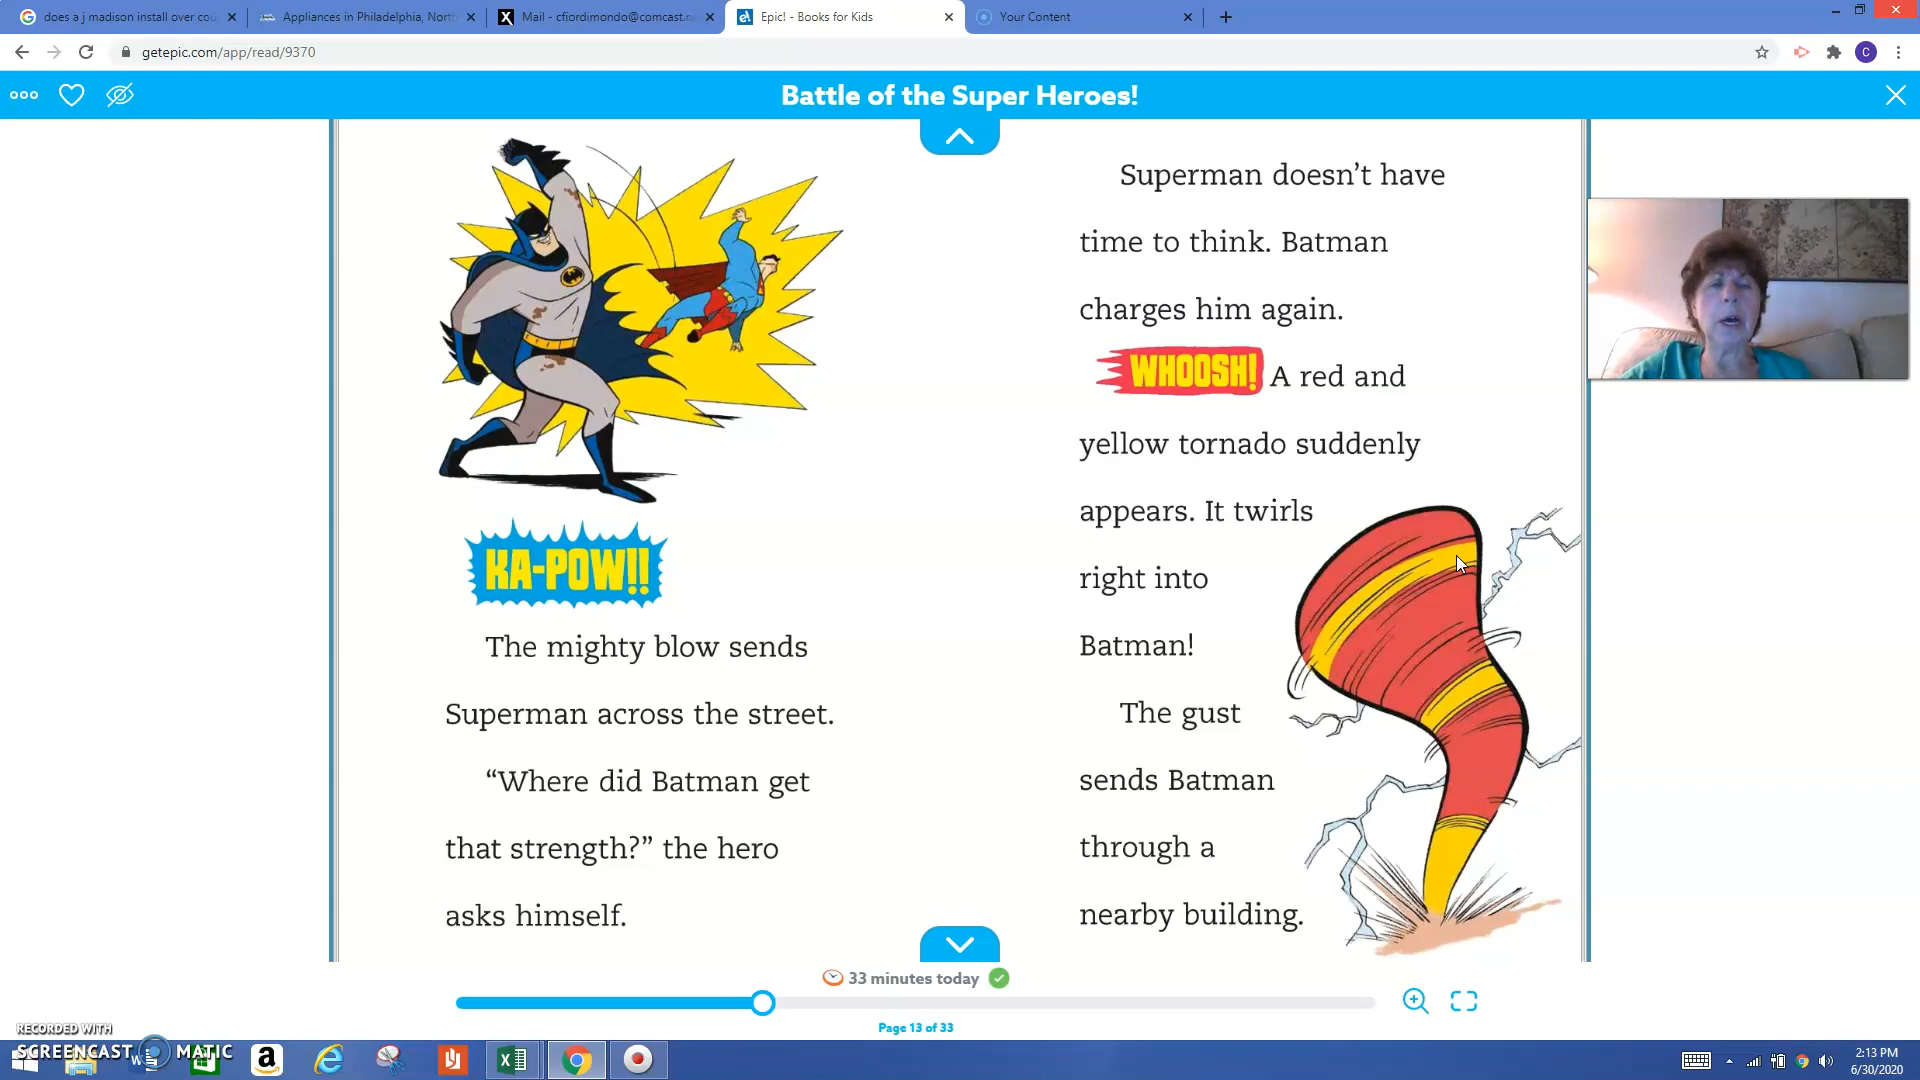 does a j madison install over cou
Appliances in Philadelphia, North
Mail - cfiordimondo@comcast.n
Epic! - Books for Kids
Your Content
getepic.com/app/read/9370
C
Battle of the Super Heroes!
KA-POW!!
The mighty blow sends
Superman across the street.
“Where did Batman get
that strength?” the hero
asks himself.
Superman doesn’t have
time to think. Batman
charges him again.
WHOOSH! A red and
yellow tornado suddenly
appears. It twirls
right into
Batman!
The gust
sends Batman
through a
nearby building.
33 minutes today
Page 13 of 33
RECORDED WITH
SCREENCAST MATIC
2:13 PM
6/30/2020